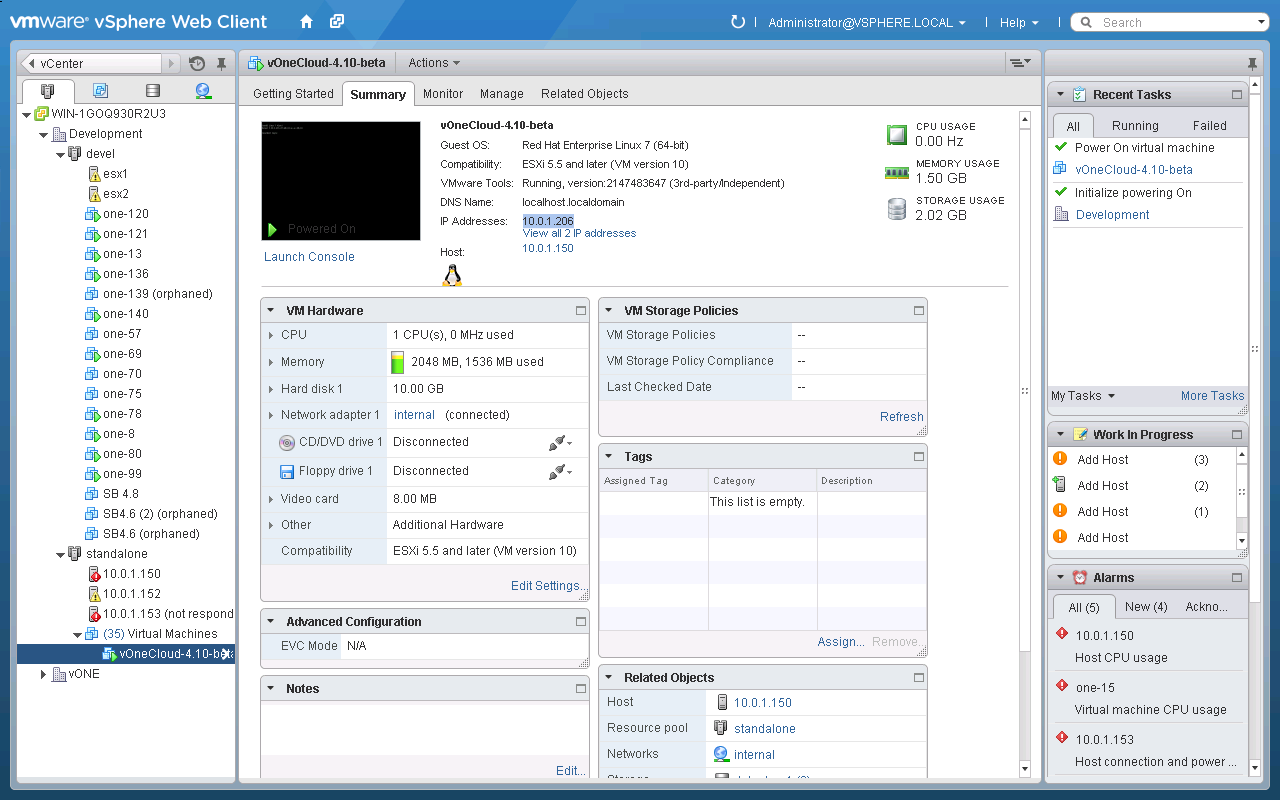 vmware® vSphere Web Client
Administrator@VSPHERE.LOCAL
Help
Search
vCenter
WIN-1GOQ930R2U3
Development
devel
esx1
esx2
one-120
one-121
one-13
one-136
one-139 (orphaned)
one-140
one-57
one-69
one-70
one-75
one-78
one-8
one-80
one-99
SB 4.8
SB4.6 (2) (orphaned)
SB4.6 (orphaned)
standalone
10.0.1.150
10.0.1.152
10.0.1.153 (not respond
(35) Virtual Machines
vOneCloud-4.10-beta
vONE
vOneCloud-4.10-beta
Actions
Getting Started
Summary
Monitor
Manage
Related Objects
Powered On
Launch Console
vOneCloud-4.10-beta
Guest OS: Red Hat Enterprise Linux 7 (64-bit)
Compatibility: ESXi 5.5 and later (VM version 10)
VMware Tools: Running, version:2147483647 (3rd-party/Independent)
DNS Name: localhost.localdomain
IP Addresses: 10.0.1.206
View all 2 IP addresses
Host: 10.0.1.150
CPU USAGE
0.00 Hz
MEMORY USAGE
1.50 GB
STORAGE USAGE
2.02 GB
VM Hardware
CPU 1 CPU(s), 0 MHz used
Memory 2048 MB, 1536 MB used
Hard disk 1 10.00 GB
Network adapter 1 internal (connected)
CD/DVD drive 1 Disconnected
Floppy drive 1 Disconnected
Video card 8.00 MB
Other Additional Hardware
Compatibility ESXi 5.5 and later (VM version 10)
Edit Settings...
Advanced Configuration
EVC Mode N/A
Notes
Edit...
VM Storage Policies
VM Storage Policies --
VM Storage Policy Compliance --
Last Checked Date --
Refresh
Tags
Assigned Tag Category Description
This list is empty.
Assign... Remove...
Related Objects
Host 10.0.1.150
Resource pool standalone
Networks internal
Recent Tasks
All Running Failed
Power On virtual machine
vOneCloud-4.10-beta
Initialize powering On
Development
My Tasks
More Tasks
Work In Progress
Add Host (3)
Add Host (2)
Add Host (1)
Add Host
Alarms
All (5) New (4) Ackno...
10.0.1.150
Host CPU usage
one-15
Virtual machine CPU usage
10.0.1.153
Host connection and power ...